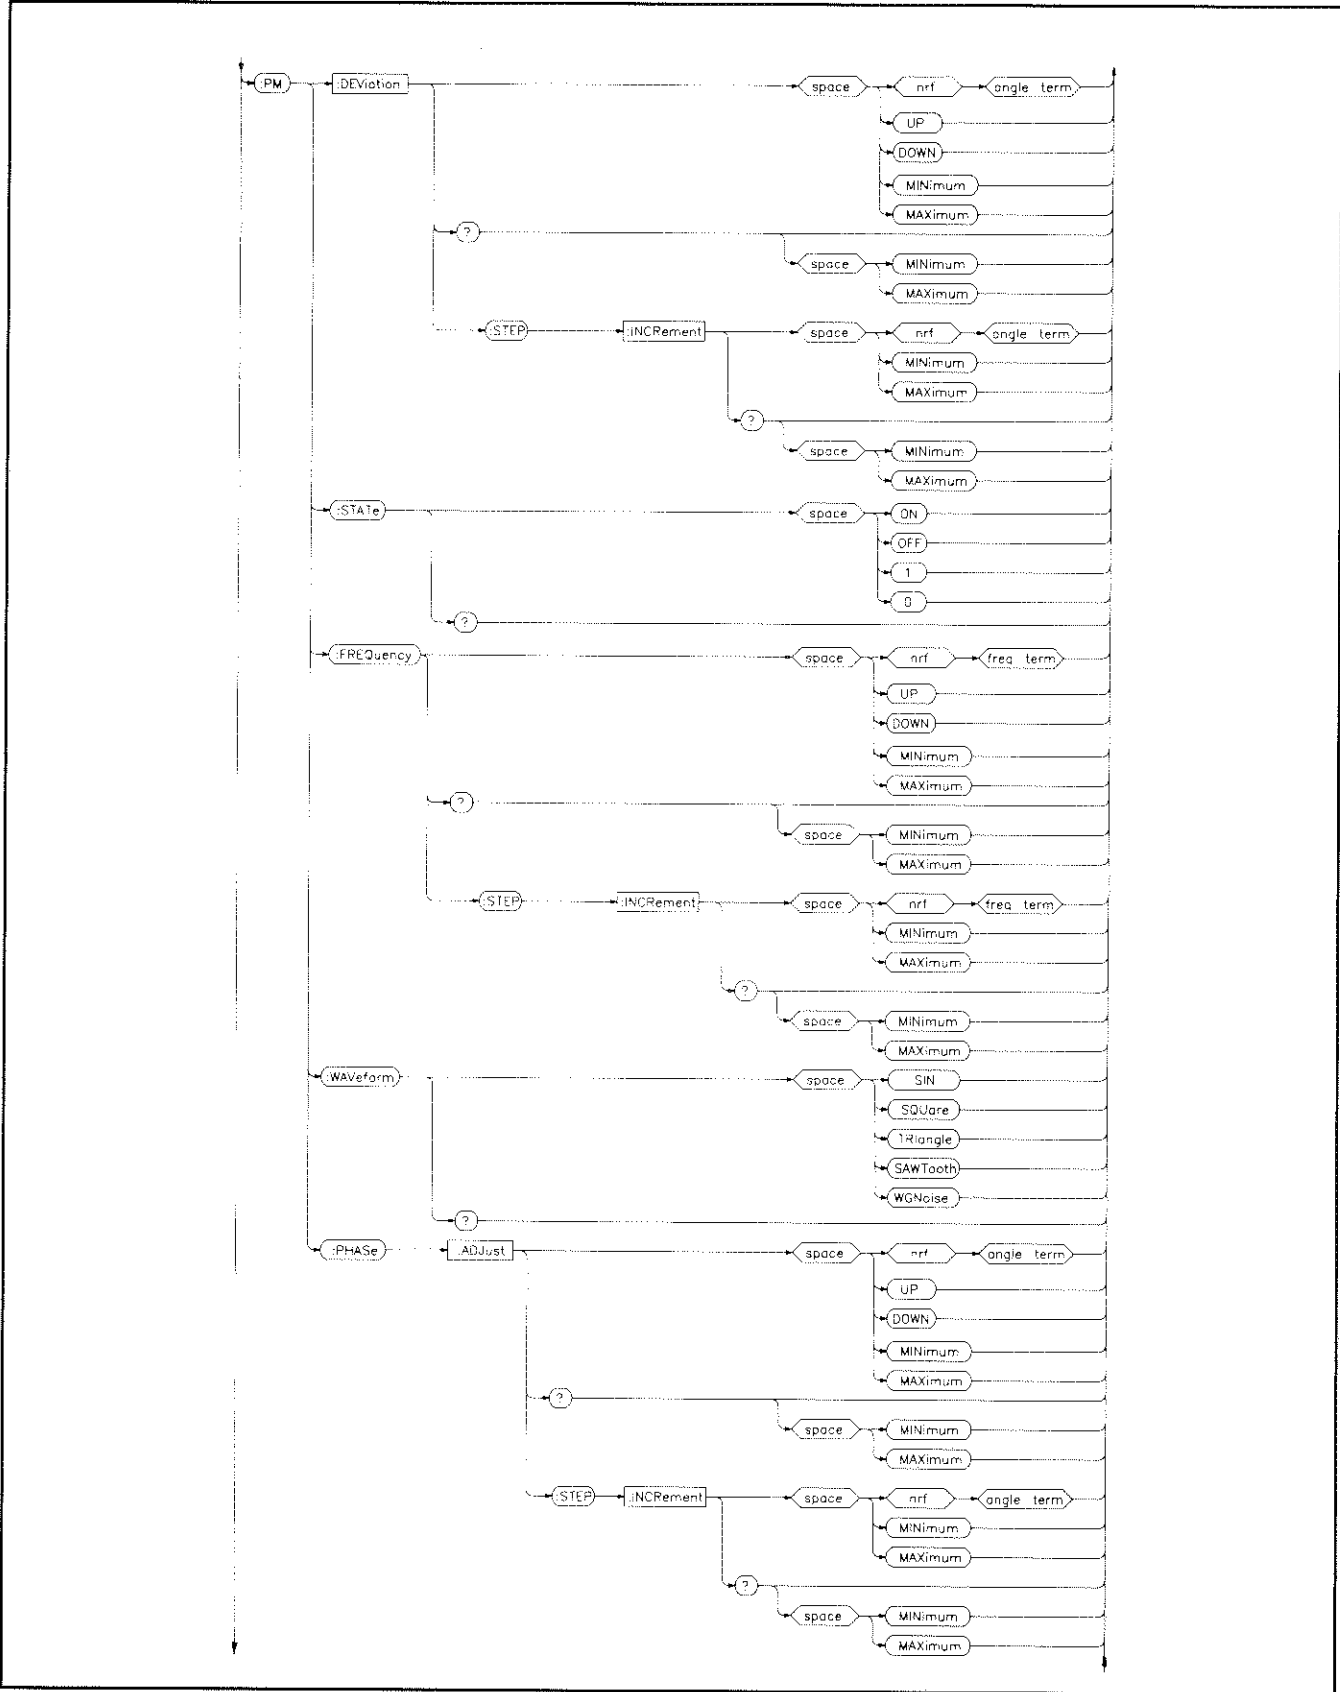 :PM :DEViation space nrf angle term
UP
DOWN
MINimum
MAXimum
?
space MINimum
MAXimum
:STEP :INCRement space nrf angle term
MINimum
MAXimum
?
space MINimum
MAXimum
:STATe space ON
OFF
1
0
?
:FREQuency space nrf freq term
UP
DOWN
MINimum
MAXimum
?
space MINimum
MAXimum
:STEP :INCRement space nrf freq term
MINimum
MAXimum
?
space MINimum
MAXimum
:WAVeform space SIN
SQUare
TRIangle
SAWTooth
WGNoise
?
:PHASe :ADJust space nrf angle term
UP
DOWN
MINimum
MAXimum
?
space MINimum
MAXimum
:STEP :INCRement space nrf angle term
MINimum
MAXimum
?
space MINimum
MAXimum